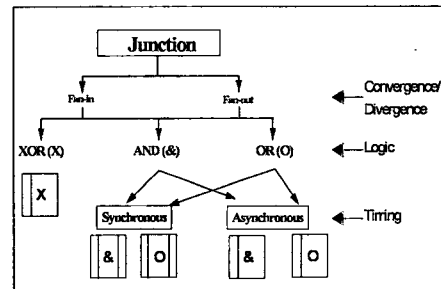 Junction
Fan-in Fan-out
Convergence/
Divergence
XOR (X) AND (&) OR (O)
Logic
X
Synchronous Asynchronous
Timing
& O & O